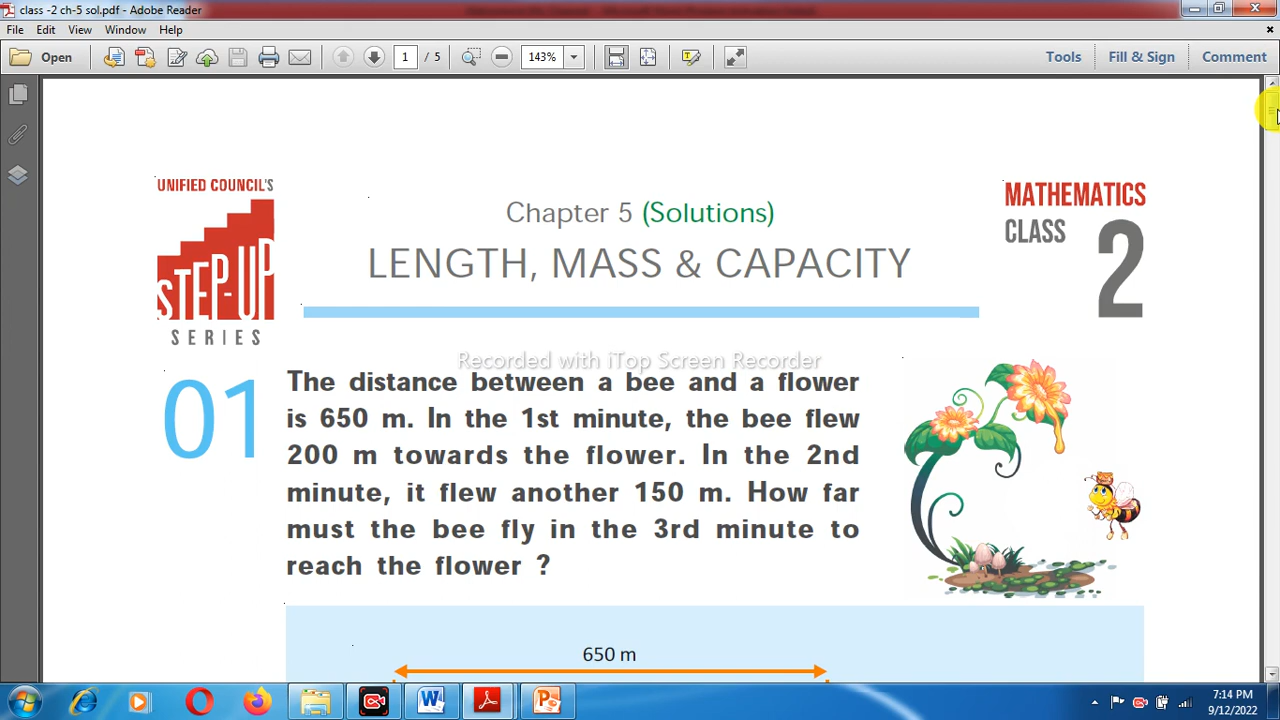 class -2 ch-5 sol.pdf - Adobe Reader
File Edit View Window Help
Open 1 / 5 143% Tools Fill & Sign Comment
UNIFIED COUNCIL'S
STEP-UP
SERIES
Chapter 5 (Solutions)
LENGTH, MASS & CAPACITY
MATHEMATICS
CLASS 2
Recorded with iTop Screen Recorder
01
The distance between a bee and a flower
is 650 m. In the 1st minute, the bee flew
200 m towards the flower. In the 2nd
minute, it flew another 150 m. How far
must the bee fly in the 3rd minute to
reach the flower ?
650 m
7:14 PM
9/12/2022